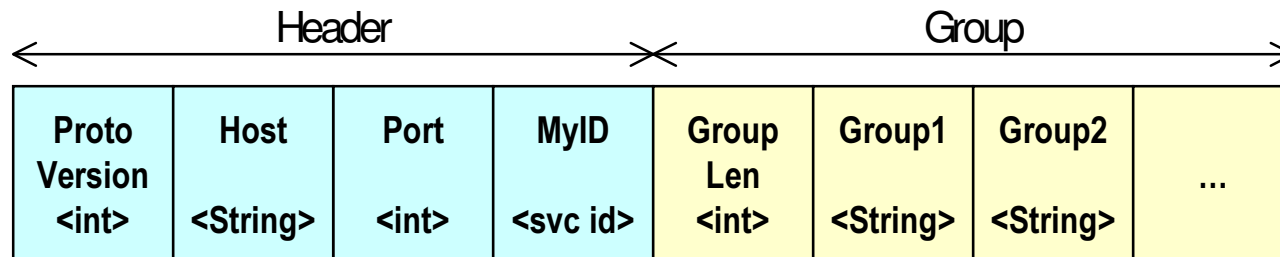 Header Group
Proto Version <int>
Host <String>
Port <int>
MyID <svc id>
Group Len <int>
Group1 <String>
Group2 <String>
...